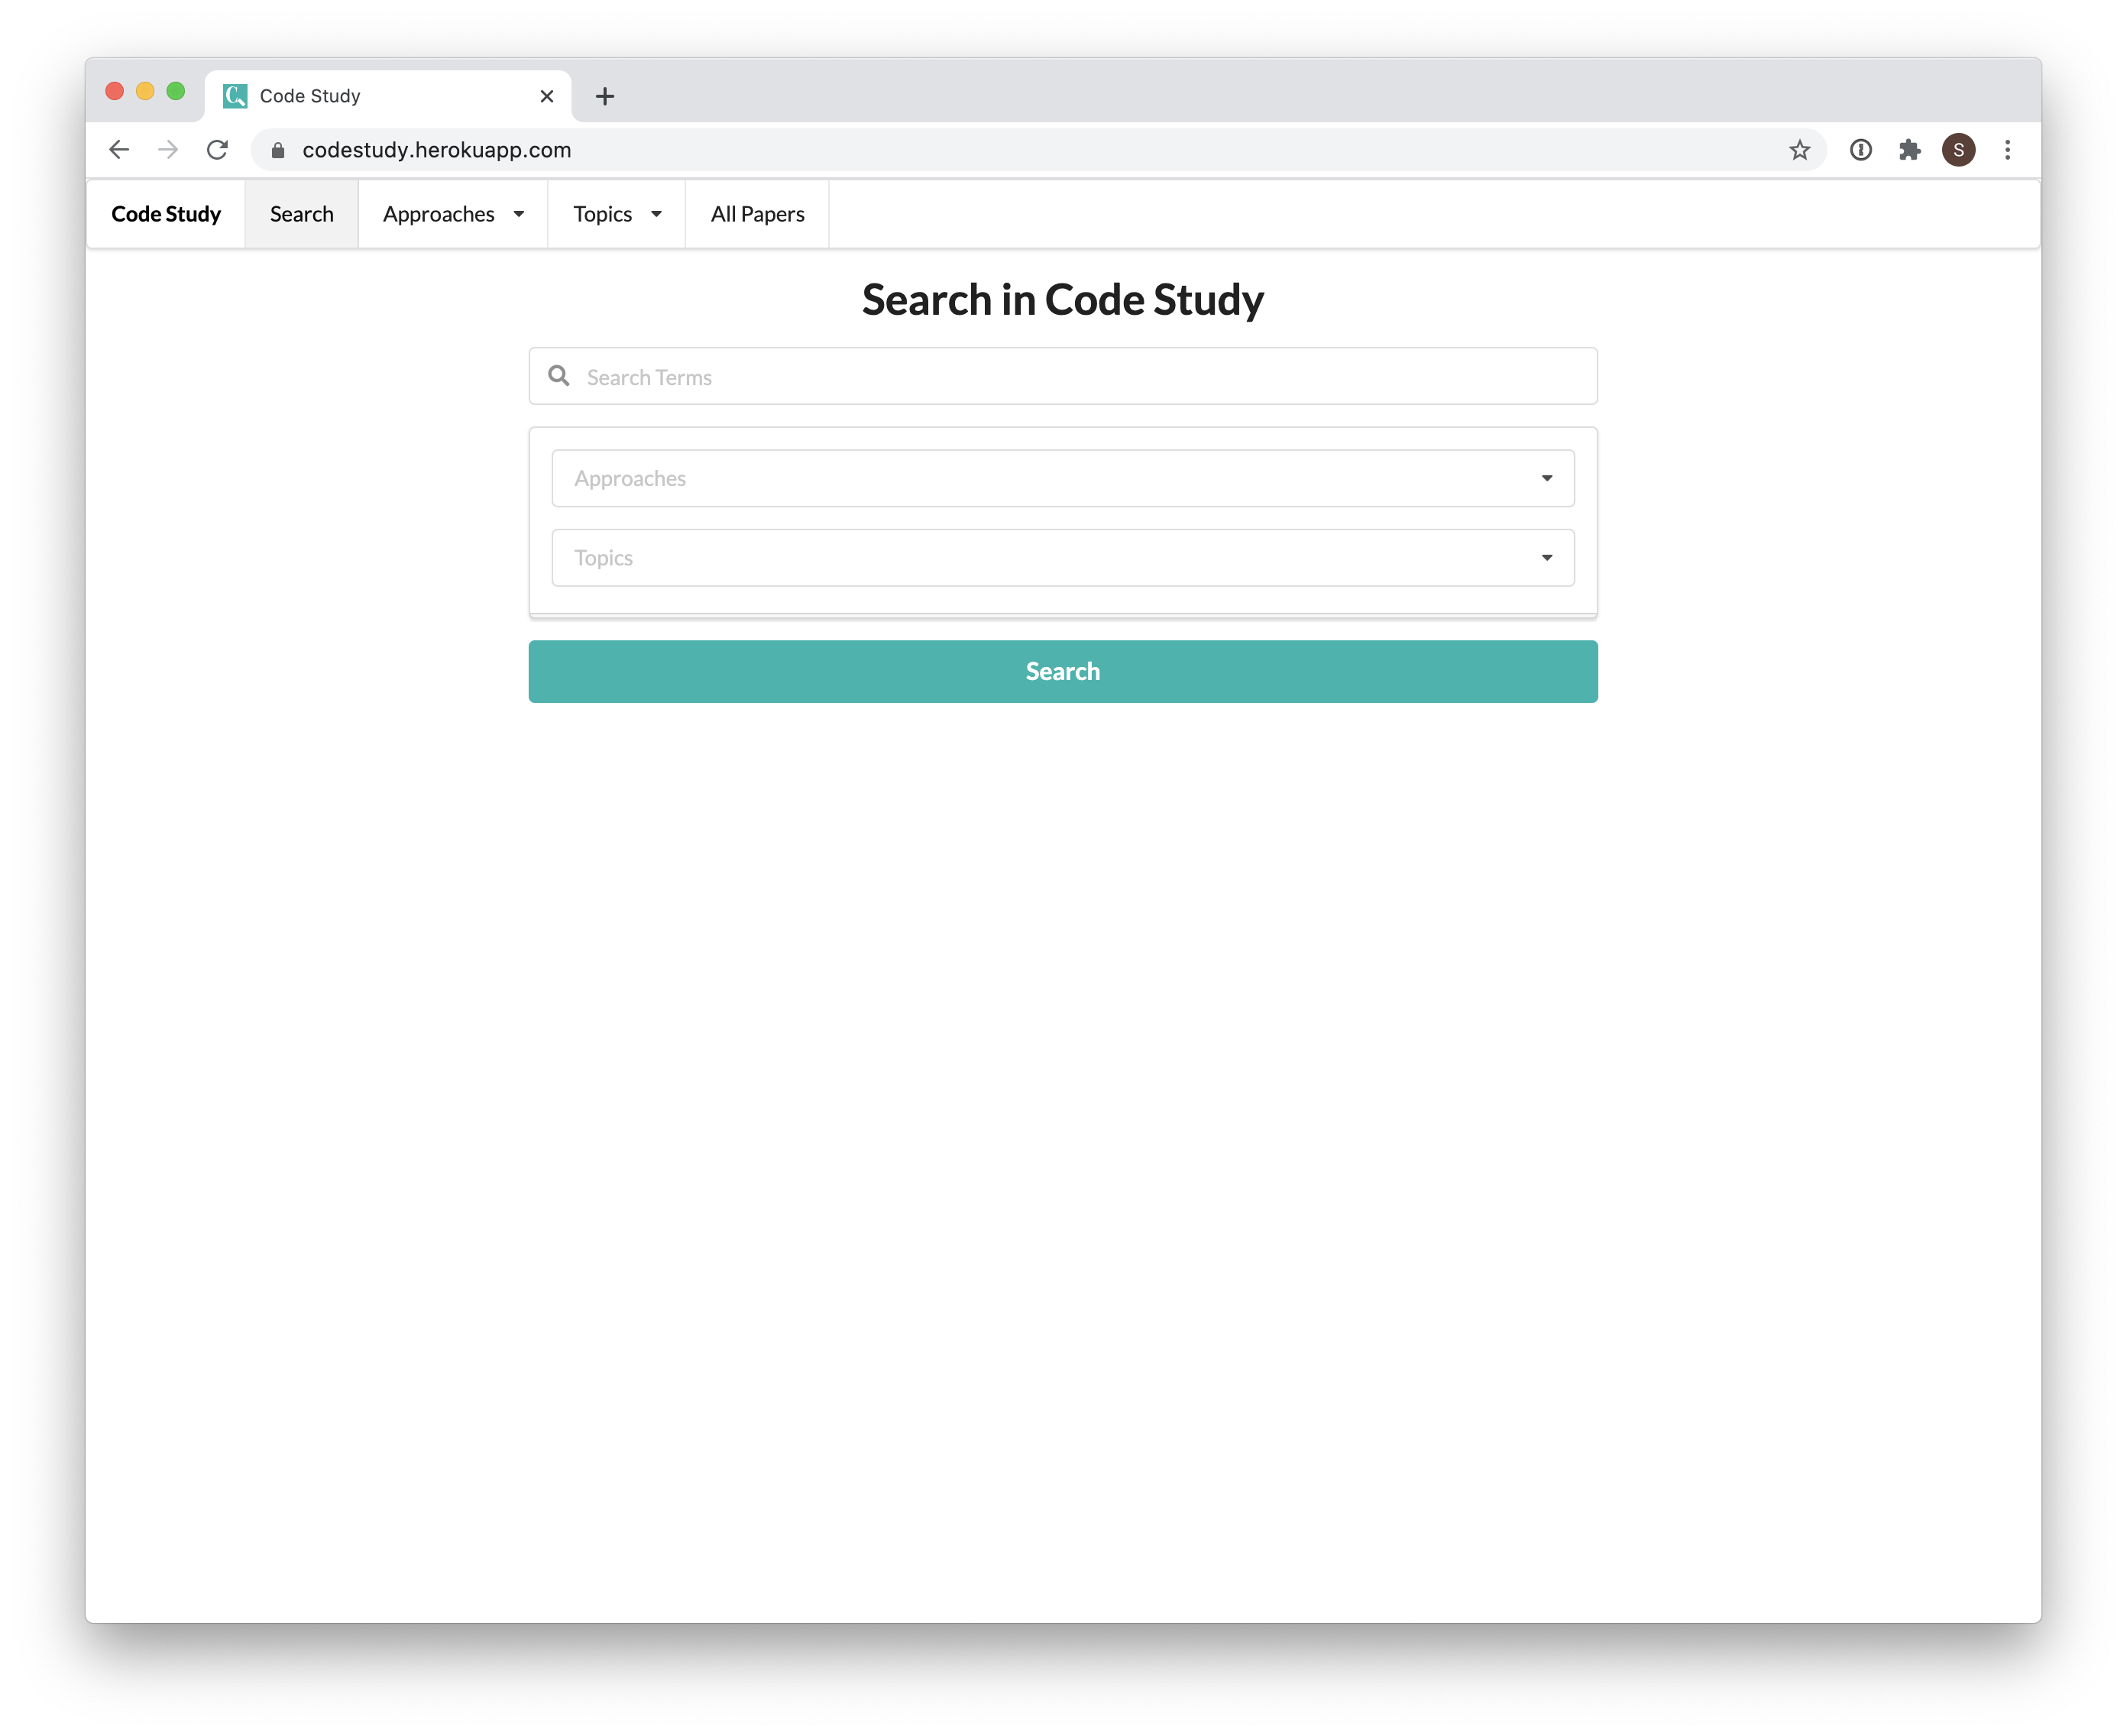 Code Study
codestudy.herokuapp.com
S
Code Study Search Approaches Topics All Papers
Search in Code Study
Search Terms
Approaches
Topics
Search